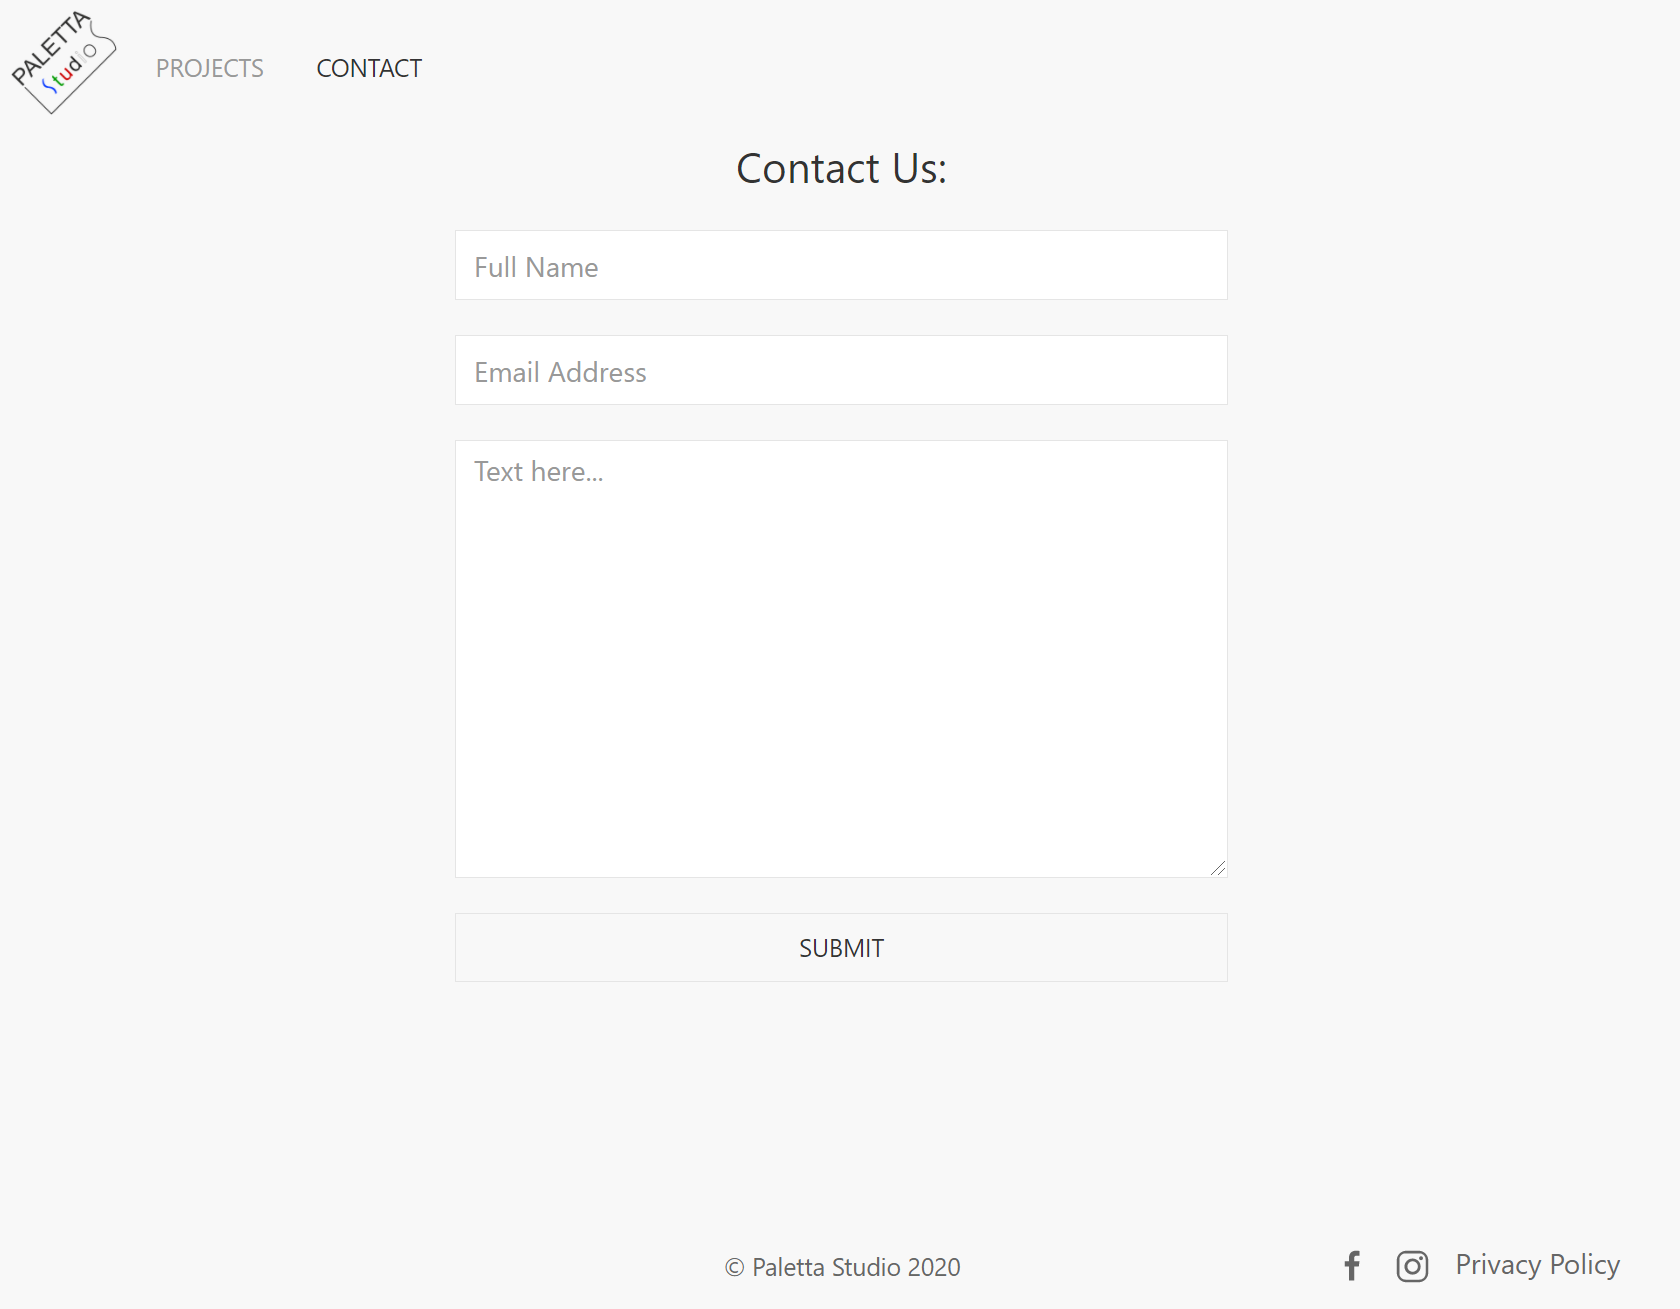 PALETTA
Studio
PROJECTS
CONTACT
Contact Us:
Full Name
Email Address
Text here...
SUBMIT
© Paletta Studio 2020
Privacy Policy